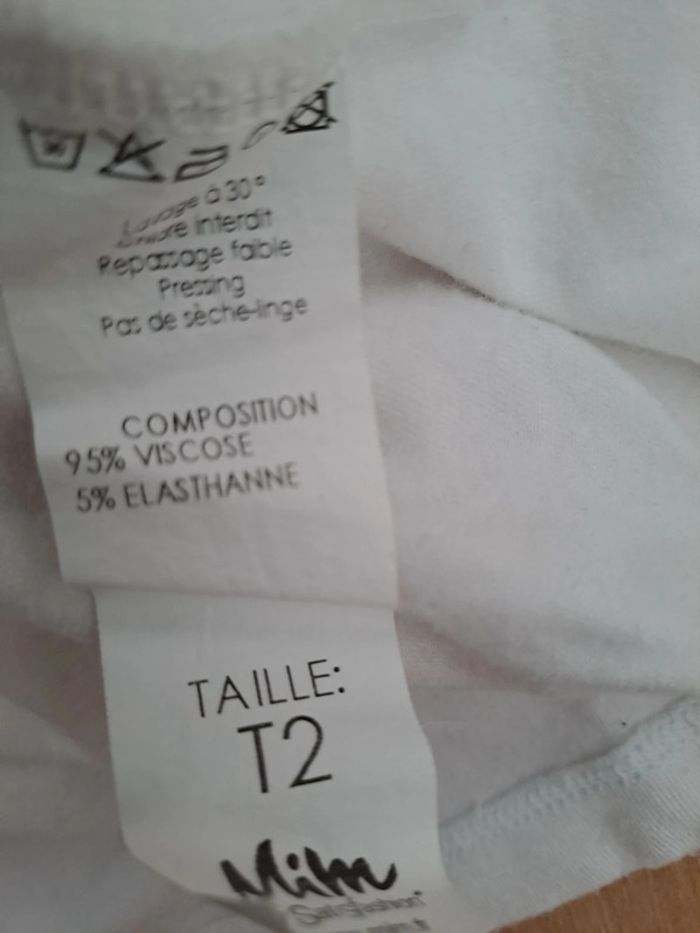 Lavage à 30°
Chlore interdit
Repassage faible
Pressing
Pas de sèche-linge
COMPOSITION
95% VISCOSE
5% ELASTHANNE
TAILLE:
T2
Mim